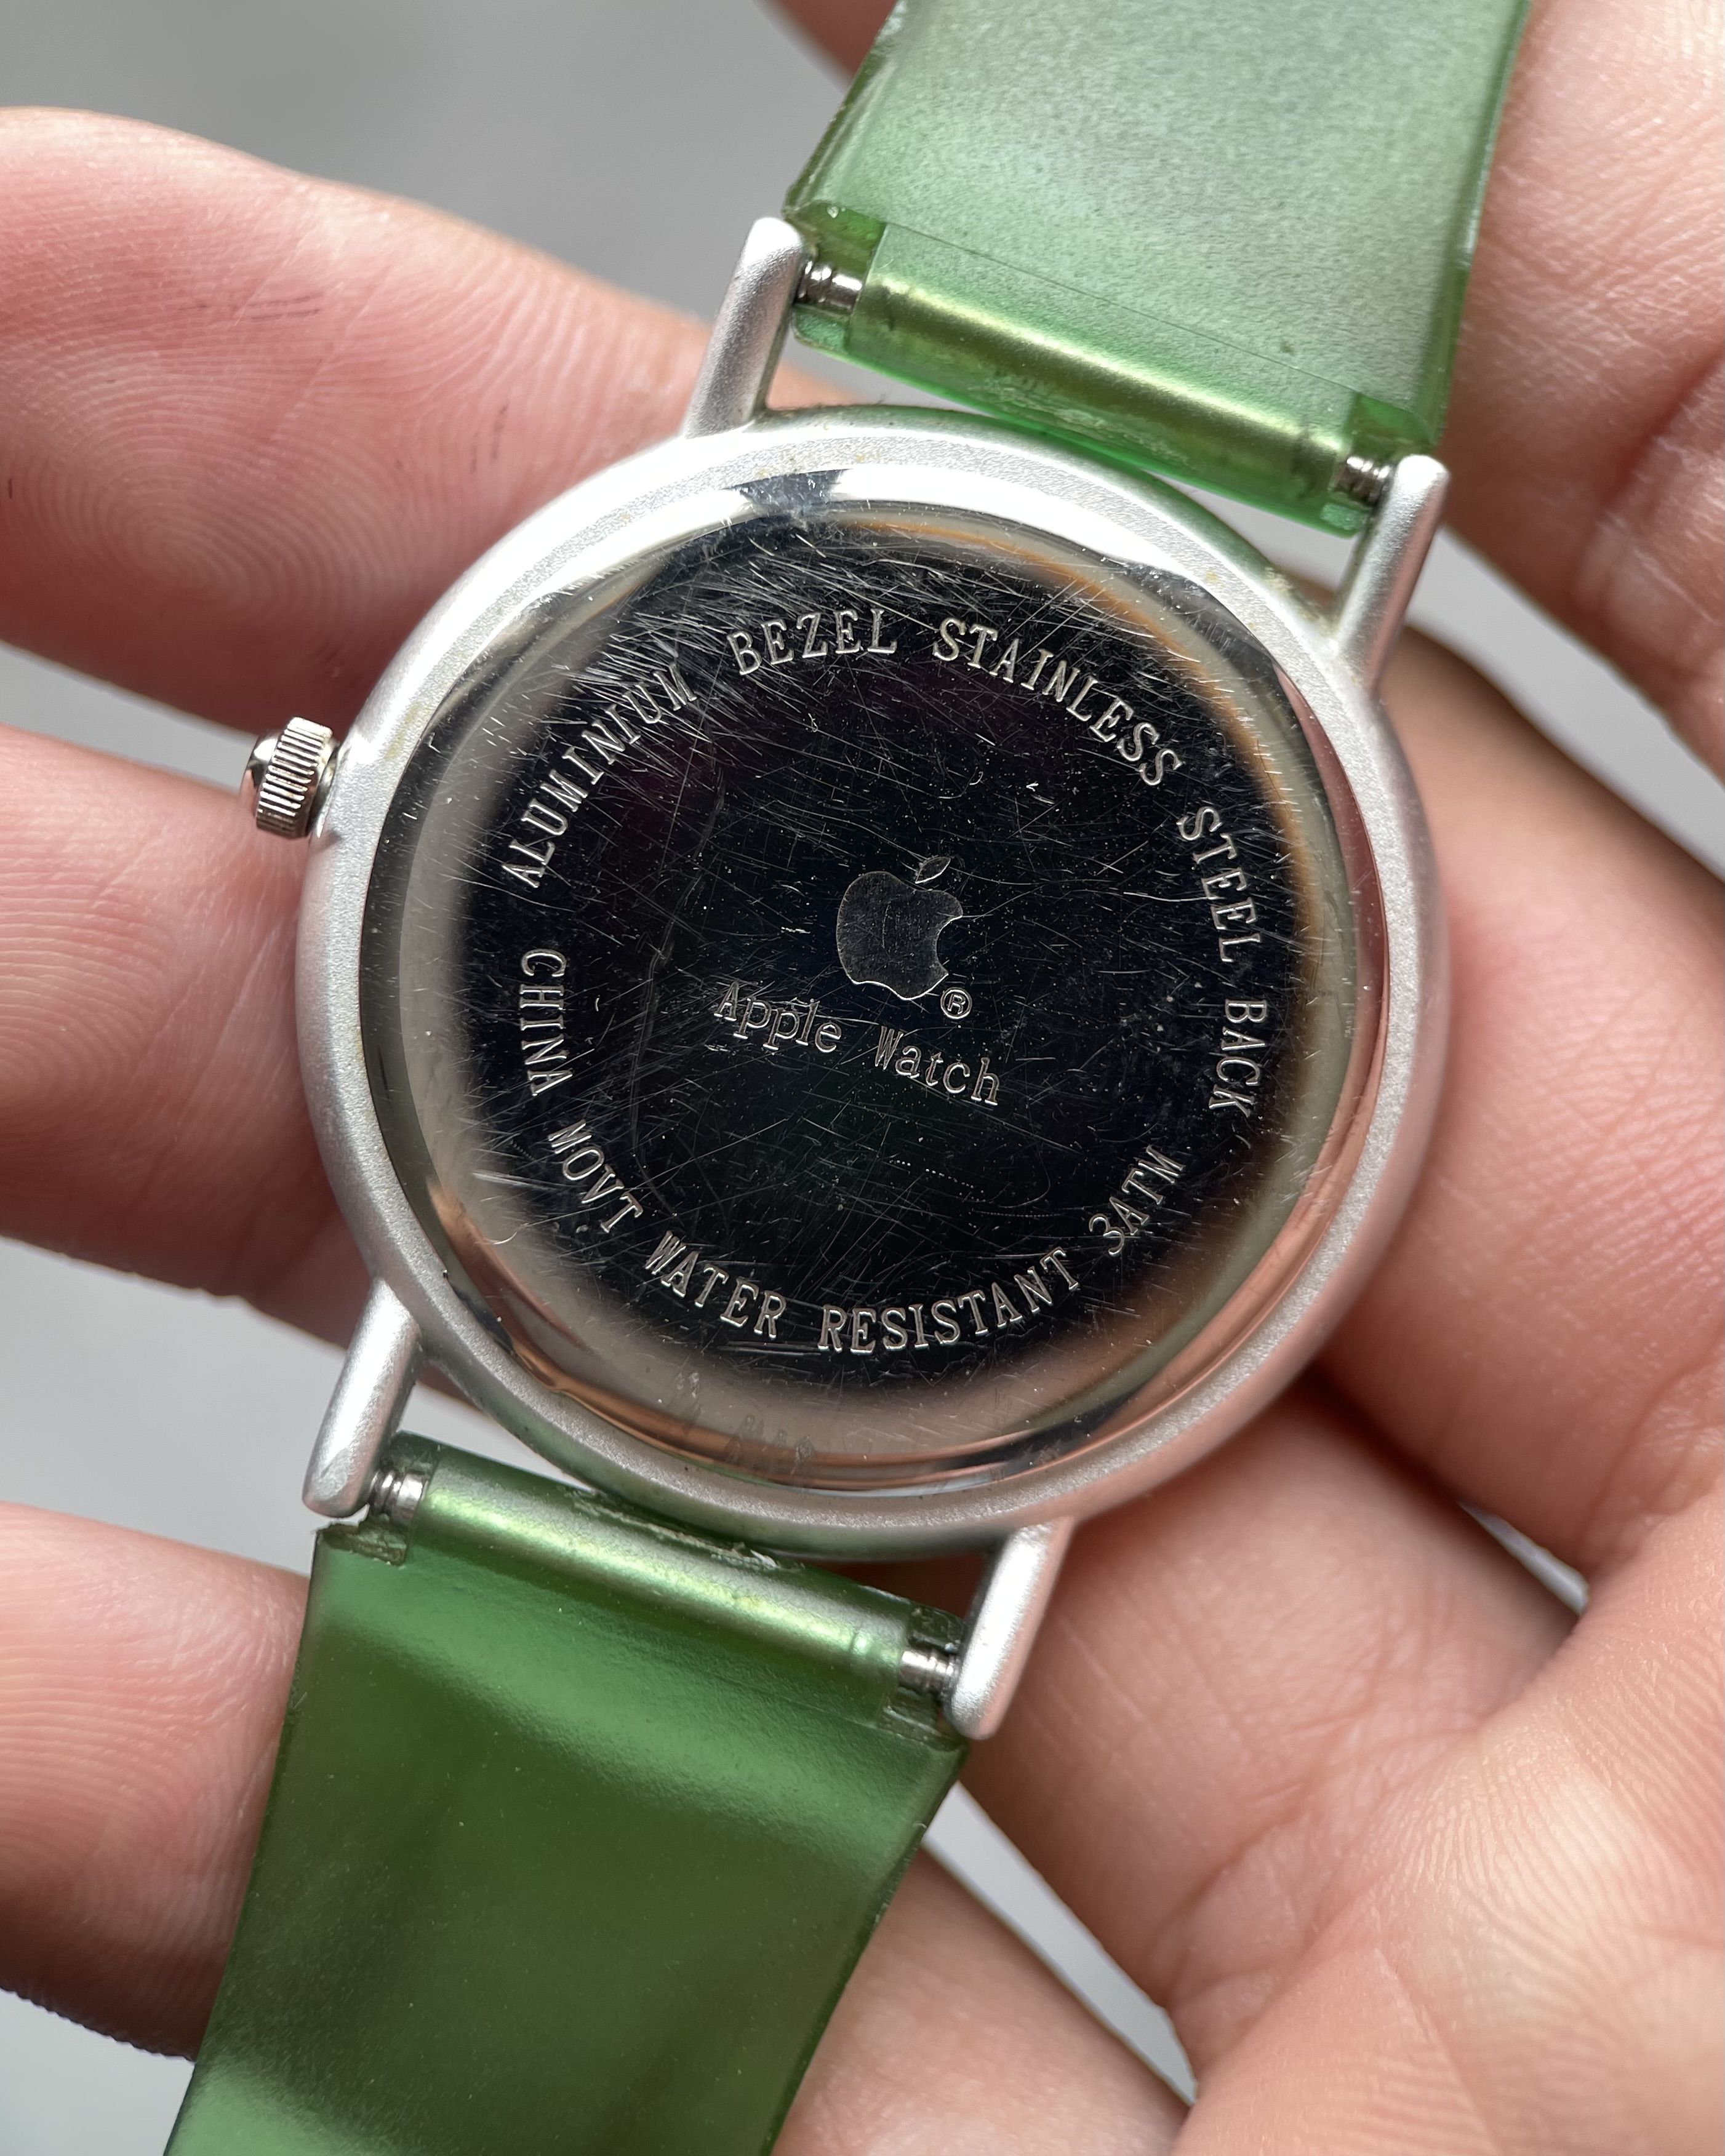 ALUMINIUM BEZEL STAINLESS STEEL BACK
®
Apple Watch
CHINA MOVT WATER RESISTANT 3ATM